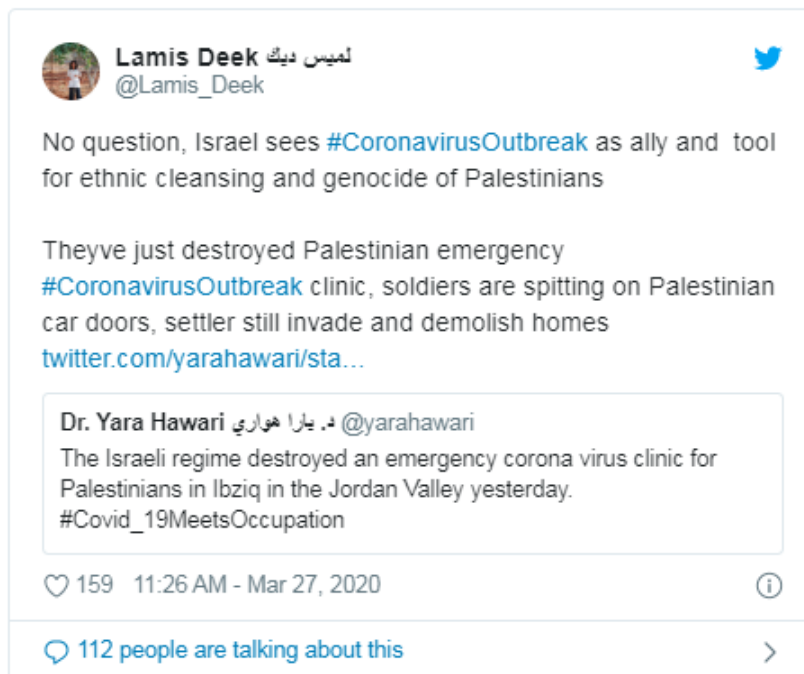 Lamis Deek لميس ديك
@Lamis_Deek
No question, Israel sees #CoronavirusOutbreak as ally and tool
for ethnic cleansing and genocide of Palestinians
Theyve just destroyed Palestinian emergency
#CoronavirusOutbreak clinic, soldiers are spitting on Palestinian
car doors, settler still invade and demolish homes
twitter.com/yarahawari/sta…
Dr. Yara Hawari د. يارا هواري @yarahawari
The Israeli regime destroyed an emergency corona virus clinic for
Palestinians in Ibziq in the Jordan Valley yesterday.
#Covid_19MeetsOccupation
159 11:26 AM - Mar 27, 2020
112 people are talking about this